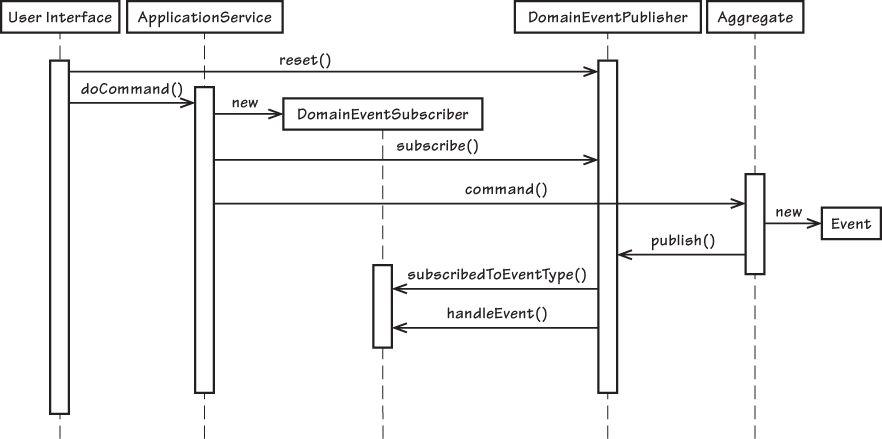 User Interface
ApplicationService
DomainEventPublisher
Aggregate
reset()
doCommand()
new
DomainEventSubscriber
subscribe()
command()
new
Event
publish()
subscribedToEventType()
handleEvent()